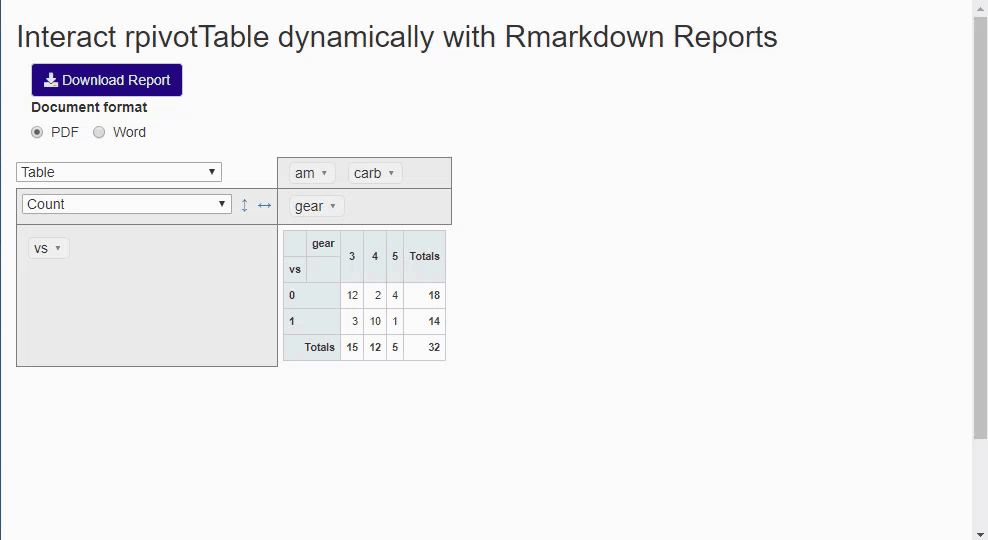 Interact rpivotTable dynamically with Rmarkdown Reports
Download Report
Document format
PDF Word
Table
am carb
Count
gear
vs
gear 3 4 5 Totals
vs
0 12 2 4 18
1 3 10 1 14
Totals 15 12 5 32